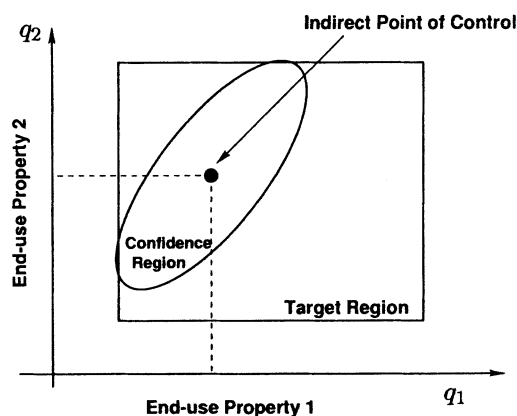 Indirect Point of Control
q₂
End-use Property 2
Confidence
Region
Target Region
q₁
End-use Property 1